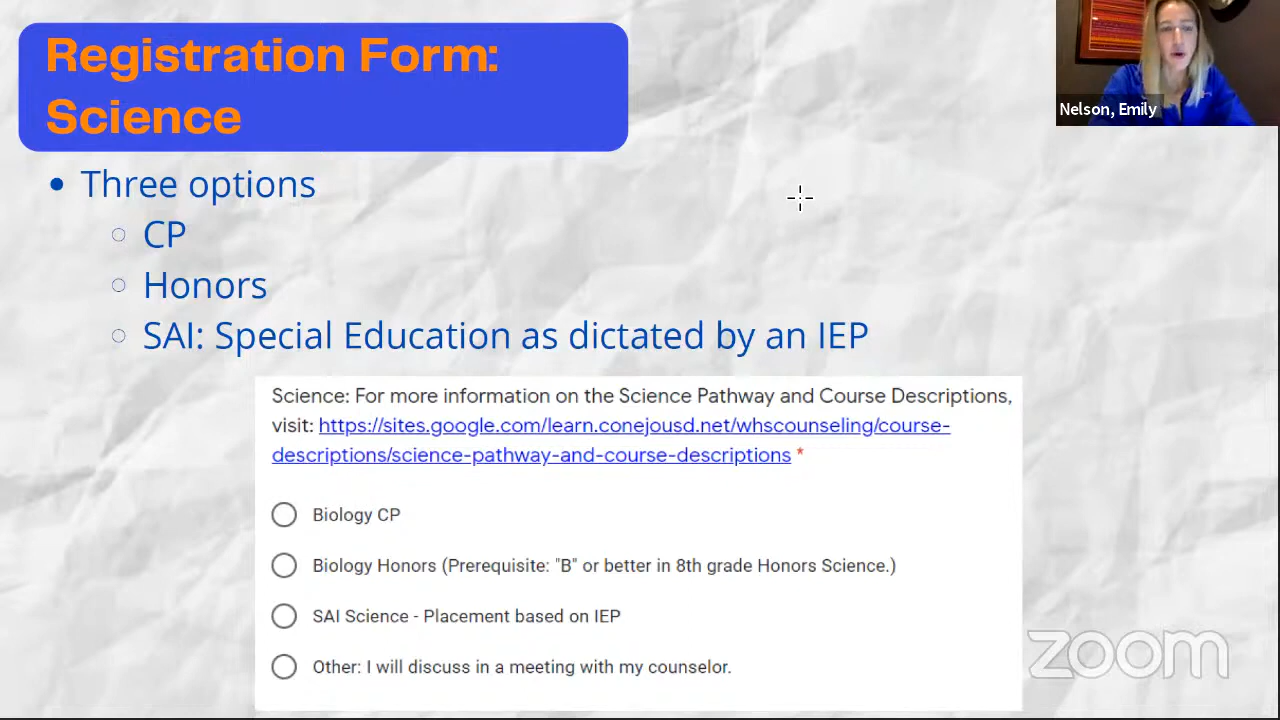 Registration Form:
Science
Nelson, Emily
• Three options
○ CP
○ Honors
○ SAI: Special Education as dictated by an IEP
Science: For more information on the Science Pathway and Course Descriptions,
visit: https://sites.google.com/learn.conejousd.net/whscounseling/course-
descriptions/science-pathway-and-course-descriptions *
Biology CP
Biology Honors (Prerequisite: "B" or better in 8th grade Honors Science.)
SAI Science - Placement based on IEP
Other: I will discuss in a meeting with my counselor.
zoom